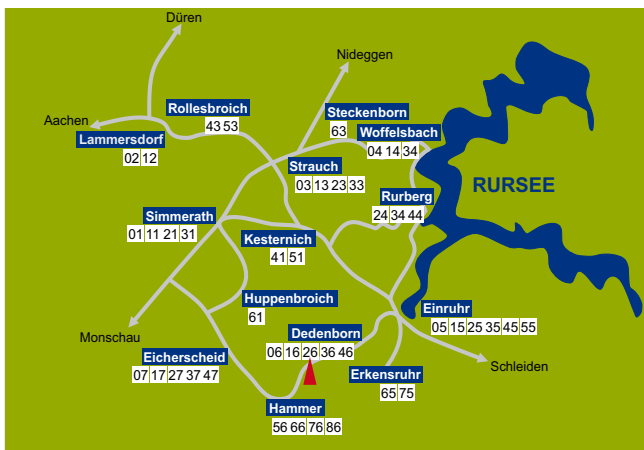 Düren
Nideggen
Aachen
Rollesbroich
43 53
Steckenborn
63
Lammersdorf
02 12
Woffelsbach
04 14 34
Strauch
03 13 23 33
RURSEE
Simmerath
01 11 21 31
Rurberg
24 34 44
Kesternich
41 51
Huppenbroich
61
Einruhr
05 15 25 35 45 55
Monschau
Dedenborn
06 16 26 36 46
Eicherscheid
07 17 27 37 47
Erkensruhr
65 75
Schleiden
Hammer
56 66 76 86